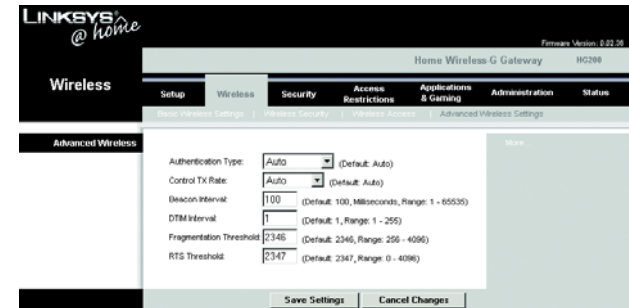 LINKSYS
@ home
Firmware Version: 0.02.36
Home Wireless-G Gateway HG200
Wireless
Setup Wireless Security Access Restrictions Applications & Gaming Administration Status
Basic Wireless Settings | Wireless Security | Wireless Access | Advanced Wireless Settings
Advanced Wireless
More...
Authentication Type: Auto (Default: Auto)
Control TX Rate: Auto (Default: Auto)
Beacon Interval: 100 (Default: 100, Milliseconds, Range: 1 - 65535)
DTIM Interval: 1 (Default: 1, Range: 1 - 255)
Fragmentation Threshold: 2346 (Default: 2346, Range: 256 - 4096)
RTS Threshold: 2347 (Default: 2347, Range: 0 - 4096)
Save Settings Cancel Changes